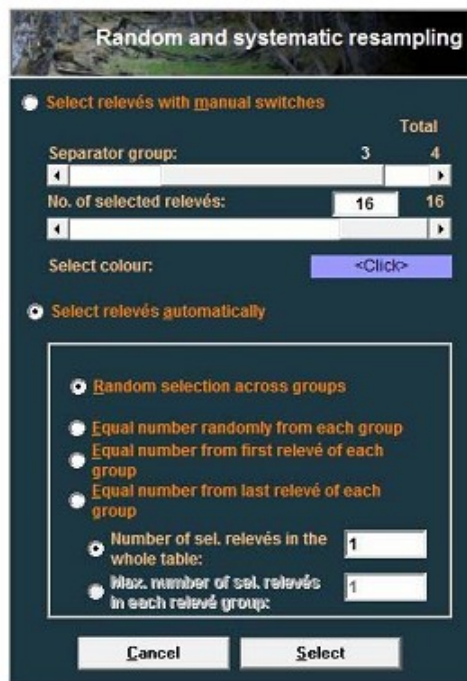 Random and systematic resampling
Select relevés with manual switches
Total
Separator group: 3 4
No. of selected relevés: 16 16
Select colour: <Click>
Select relevés automatically
Random selection across groups
Equal number randomly from each group
Equal number from first relevé of each
group
Equal number from last relevé of each
group
Number of sel. relevés in the 1
whole table:
Max. number of sel. relevés 1
in each relevé group:
Cancel Select